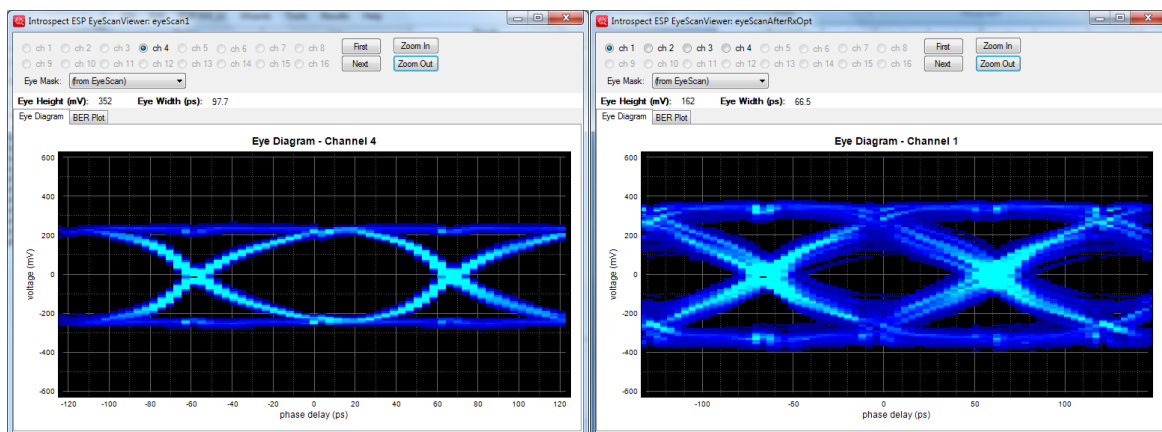 Introspect ESP EyeScanViewer: eyeScan1
ch 1 ch 2 ch 3 ch 4 ch 5 ch 6 ch 7 ch 8 First Zoom In
ch 9 ch 10 ch 11 ch 12 ch 13 ch 14 ch 15 ch 16 Next Zoom Out
Eye Mask: (from EyeScan)
Eye Height (mV): 352 Eye Width (ps): 97.7
Eye Diagram BER Plot
Eye Diagram - Channel 4
600
400
200
0
-200
-400
-600
voltage (mV)
-120 -100 -80 -60 -40 -20 0 20 40 60 80 100 120
phase delay (ps)
Introspect ESP EyeScanViewer: eyeScanAfterRxOpt
ch 1 ch 2 ch 3 ch 4 ch 5 ch 6 ch 7 ch 8 First Zoom In
ch 9 ch 10 ch 11 ch 12 ch 13 ch 14 ch 15 ch 16 Next Zoom Out
Eye Mask: (from EyeScan)
Eye Height (mV): 162 Eye Width (ps): 66.5
Eye Diagram BER Plot
Eye Diagram - Channel 1
600
400
200
0
-200
-400
-600
voltage (mV)
-100 -50 0 50 100
phase delay (ps)